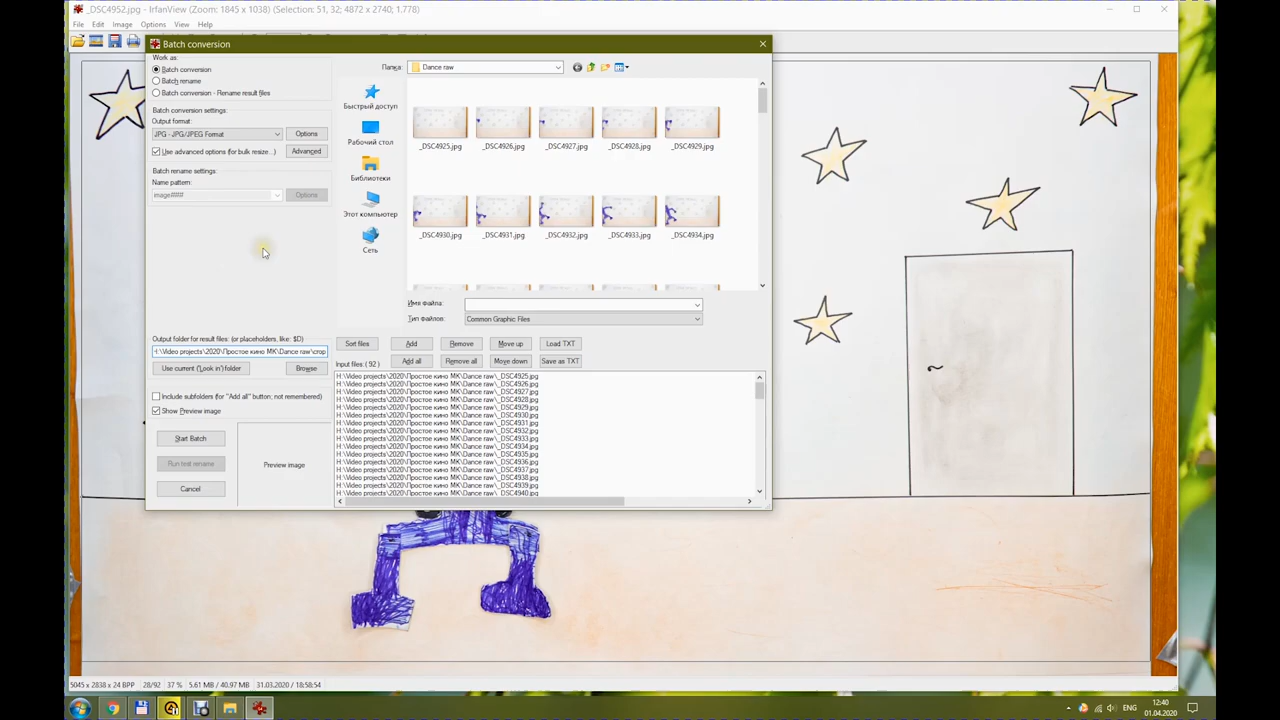 _DSC4952.jpg - IrfanView (Zoom: 1845 x 1038) (Selection: 51, 32; 4872 x 2740; 1.778)
File Edit Image Options View Help
Batch conversion
Work as:
Batch conversion
Batch rename
Batch conversion - Rename result files
Batch conversion settings:
Output format:
JPG - JPG/JPEG Format
Options
Use advanced options (for bulk resize...)
Advanced
Batch rename settings:
Name pattern:
image####
Options
Output folder for result files: (or placeholders, like: $D)
H:\Video projects\2020\Простое кино МК\Dance raw\crop
Use current ('Look in') folder
Browse
Include subfolders (for "Add all" button; not remembered)
Show Preview image
Start Batch
Run test rename
Cancel
Preview image
Папка:
Dance raw
Быстрый доступ
Рабочий стол
Библиотеки
Этот компьютер
Сеть
_DSC4925.jpg _DSC4926.jpg _DSC4927.jpg _DSC4928.jpg _DSC4929.jpg
_DSC4930.jpg _DSC4931.jpg _DSC4932.jpg _DSC4933.jpg _DSC4934.jpg
Имя файла:
Тип файлов:
Common Graphic Files
Sort files Add Remove Move up Load TXT
Input files: ( 92 )
Add all Remove all Move down Save as TXT
H:\Video projects\2020\Простое кино МК\Dance raw\_DSC4925.jpg
H:\Video projects\2020\Простое кино МК\Dance raw\_DSC4926.jpg
H:\Video projects\2020\Простое кино МК\Dance raw\_DSC4927.jpg
H:\Video projects\2020\Простое кино МК\Dance raw\_DSC4928.jpg
H:\Video projects\2020\Простое кино МК\Dance raw\_DSC4929.jpg
H:\Video projects\2020\Простое кино МК\Dance raw\_DSC4930.jpg
H:\Video projects\2020\Простое кино МК\Dance raw\_DSC4931.jpg
H:\Video projects\2020\Простое кино МК\Dance raw\_DSC4932.jpg
H:\Video projects\2020\Простое кино МК\Dance raw\_DSC4933.jpg
H:\Video projects\2020\Простое кино МК\Dance raw\_DSC4934.jpg
H:\Video projects\2020\Простое кино МК\Dance raw\_DSC4935.jpg
H:\Video projects\2020\Простое кино МК\Dance raw\_DSC4936.jpg
H:\Video projects\2020\Простое кино МК\Dance raw\_DSC4937.jpg
H:\Video projects\2020\Простое кино МК\Dance raw\_DSC4938.jpg
H:\Video projects\2020\Простое кино МК\Dance raw\_DSC4939.jpg
H:\Video projects\2020\Простое кино МК\Dance raw\_DSC4940.jpg
5045 x 2838 x 24 BPP 28/92 37 % 5.61 MB / 40.97 MB 31.03.2020 / 18:58:54
ENG
12:40
01.04.2020